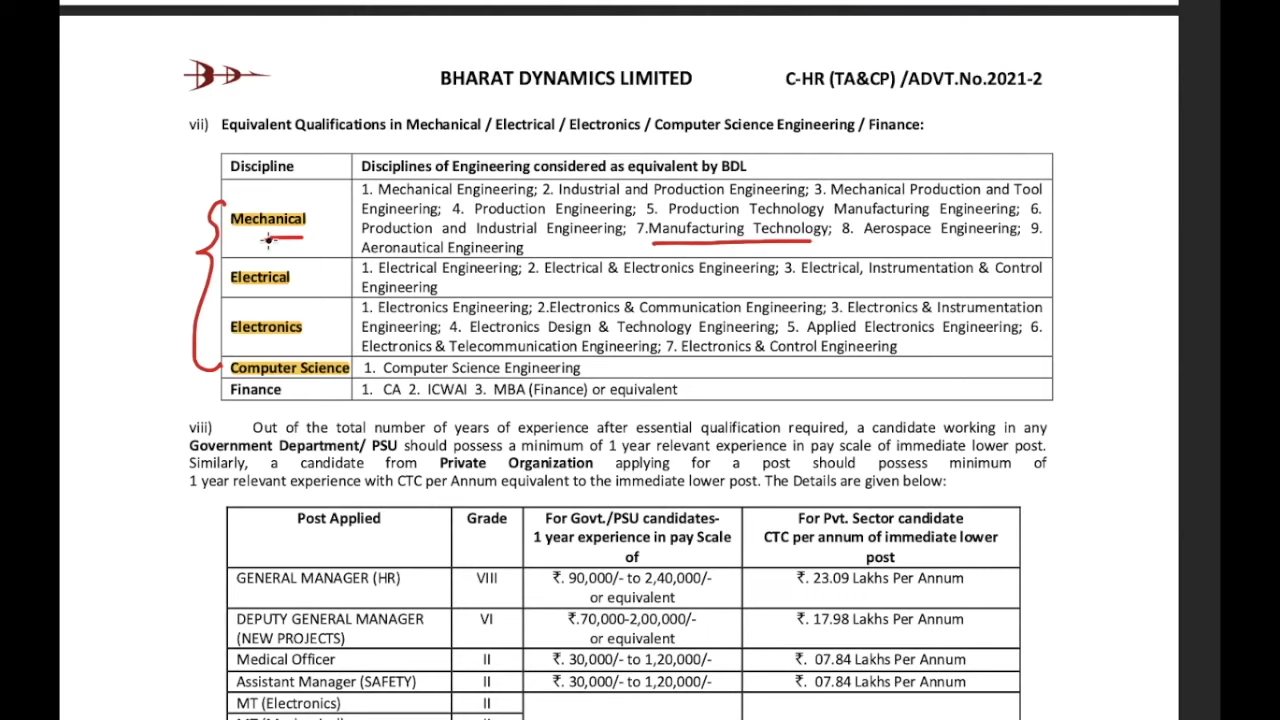 BHARAT DYNAMICS LIMITED C-HR (TA&CP) /ADVT.No.2021-2
vii) Equivalent Qualifications in Mechanical / Electrical / Electronics / Computer Science Engineering / Finance:
Discipline Disciplines of Engineering considered as equivalent by BDL
Mechanical
1. Mechanical Engineering; 2. Industrial and Production Engineering; 3. Mechanical Production and Tool
Engineering; 4. Production Engineering; 5. Production Technology Manufacturing Engineering; 6.
Production and Industrial Engineering; 7.Manufacturing Technology; 8. Aerospace Engineering; 9.
Aeronautical Engineering
Electrical
1. Electrical Engineering; 2. Electrical & Electronics Engineering; 3. Electrical, Instrumentation & Control
Engineering
Electronics
1. Electronics Engineering; 2.Electronics & Communication Engineering; 3. Electronics & Instrumentation
Engineering; 4. Electronics Design & Technology Engineering; 5. Applied Electronics Engineering; 6.
Electronics & Telecommunication Engineering; 7. Electronics & Control Engineering
Computer Science 1. Computer Science Engineering
Finance 1. CA 2. ICWAI 3. MBA (Finance) or equivalent
viii) Out of the total number of years of experience after essential qualification required, a candidate working in any
Government Department/ PSU should possess a minimum of 1 year relevant experience in pay scale of immediate lower post.
Similarly, a candidate from Private Organization applying for a post should possess minimum of
1 year relevant experience with CTC per Annum equivalent to the immediate lower post. The Details are given below:
Post Applied
Grade
For Govt./PSU candidates-
1 year experience in pay Scale
of
For Pvt. Sector candidate
CTC per annum of immediate lower
post
GENERAL MANAGER (HR) VIII ₹. 90,000/- to 2,40,000/- ₹. 23.09 Lakhs Per Annum
or equivalent
DEPUTY GENERAL MANAGER VI ₹.70,000-2,00,000/- ₹. 17.98 Lakhs Per Annum
(NEW PROJECTS) or equivalent
Medical Officer II ₹. 30,000/- to 1,20,000/- ₹. 07.84 Lakhs Per Annum
Assistant Manager (SAFETY) II ₹. 30,000/- to 1,20,000/- ₹. 07.84 Lakhs Per Annum
MT (Electronics) II